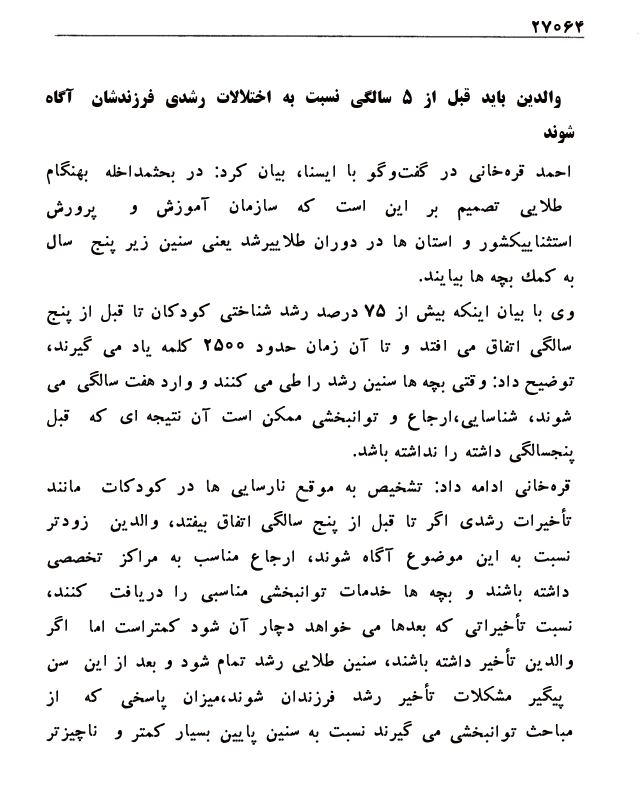 ۲۷۰۶۴
والدین باید قبل از ۵ سالگی نسبت به اختلالات رشدی فرزندشان آگاه
شوند
احمد قره‌خانی در گفت‌وگو با ایسنا، بیان کرد: در بحثمداخله بهنگام
طلایی تصمیم بر این است که سازمان آموزش و پرورش
استثناییکشور و استان ها در دوران طلاییرشد یعنی سنین زیر پنج سال
به کمك بچه ها بیایند.
وی با بیان اینکه بیش از ۷۵ درصد رشد شناختی کودکان تا قبل از پنج
سالگی اتفاق می افتد و تا آن زمان حدود ۲۵۰۰ کلمه یاد می گیرند،
توضیح داد: وقتی بچه ها سنین رشد را طی می کنند و وارد هفت سالگی می
شوند، شناسایی،ارجاع و توانبخشی ممکن است آن نتیجه ای که قبل
پنجسالگی داشته را نداشته باشد.
قره‌خانی ادامه داد: تشخیص به موقع نارسایی ها در کودکات مانند
تأخیرات رشدی اگر تا قبل از پنج سالگی اتفاق بیفتد، والدین زودتر
نسبت به این موضوع آگاه شوند، ارجاع مناسب به مراکز تخصصی
داشته باشند و بچه ها خدمات توانبخشی مناسبی را دریافت کنند،
نسبت تأخیراتی که بعدها می خواهد دچار آن شود کمتراست اما اگر
والدین تأخیر داشته باشند، سنین طلایی رشد تمام شود و بعد از این سن
پیگیر مشکلات تأخیر رشد فرزندان شوند،میزان پاسخی که از
مباحث توانبخشی می گیرند نسبت به سنین پایین بسیار کمتر و ناچیزتر